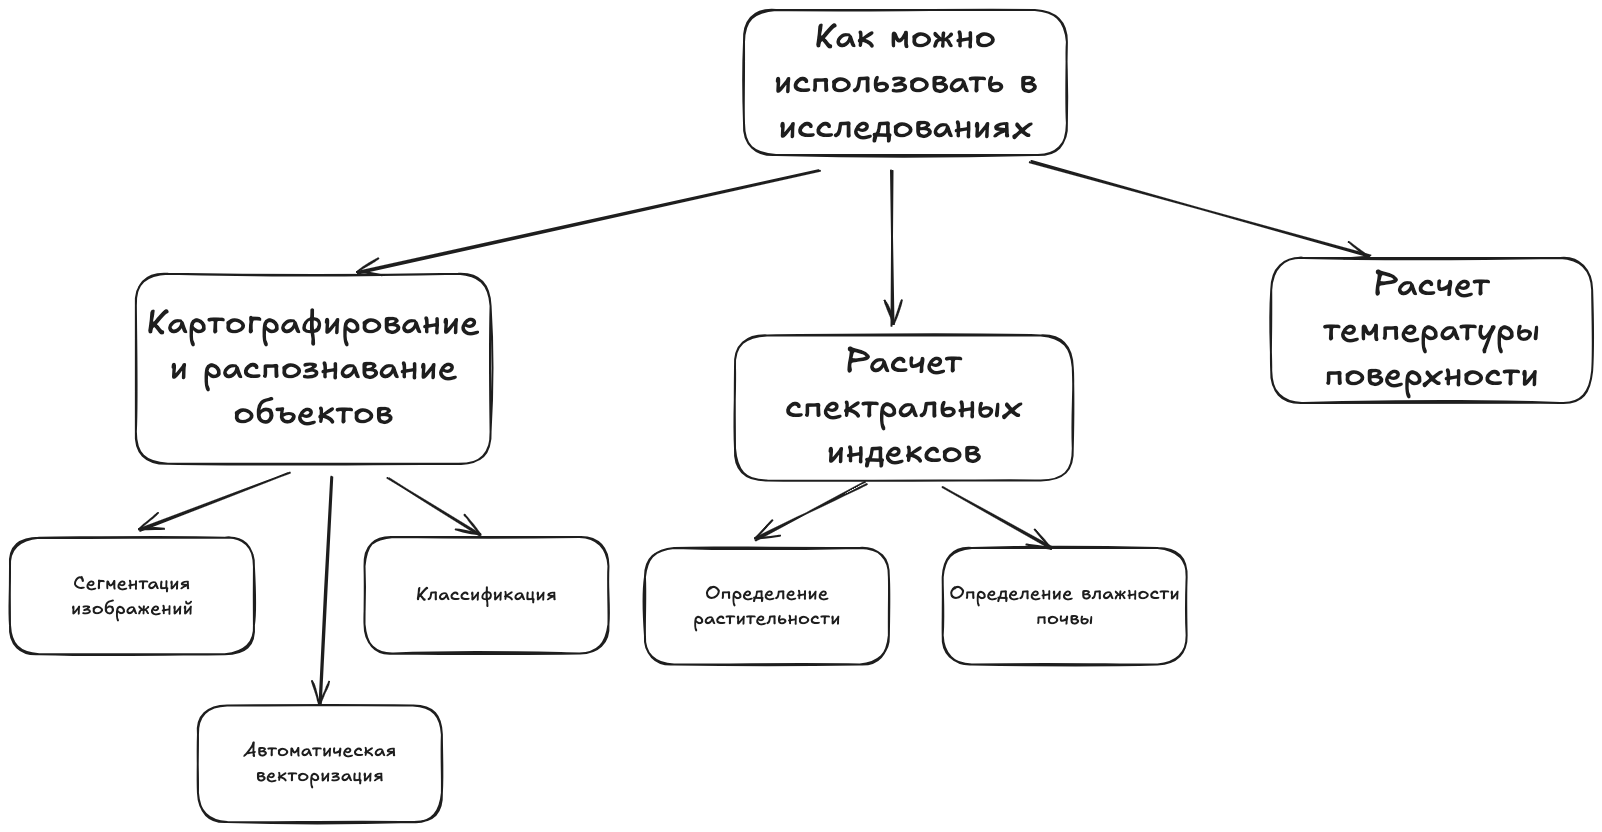 Как можно
использовать в
исследованиях
Картографирование
и распознавание
объектов
Расчет
спектральных
индексов
Расчет
температуры
поверхности
Сегментация
изображений
Классификация
Автоматическая
векторизация
Определение
растительности
Определение влажности
почвы